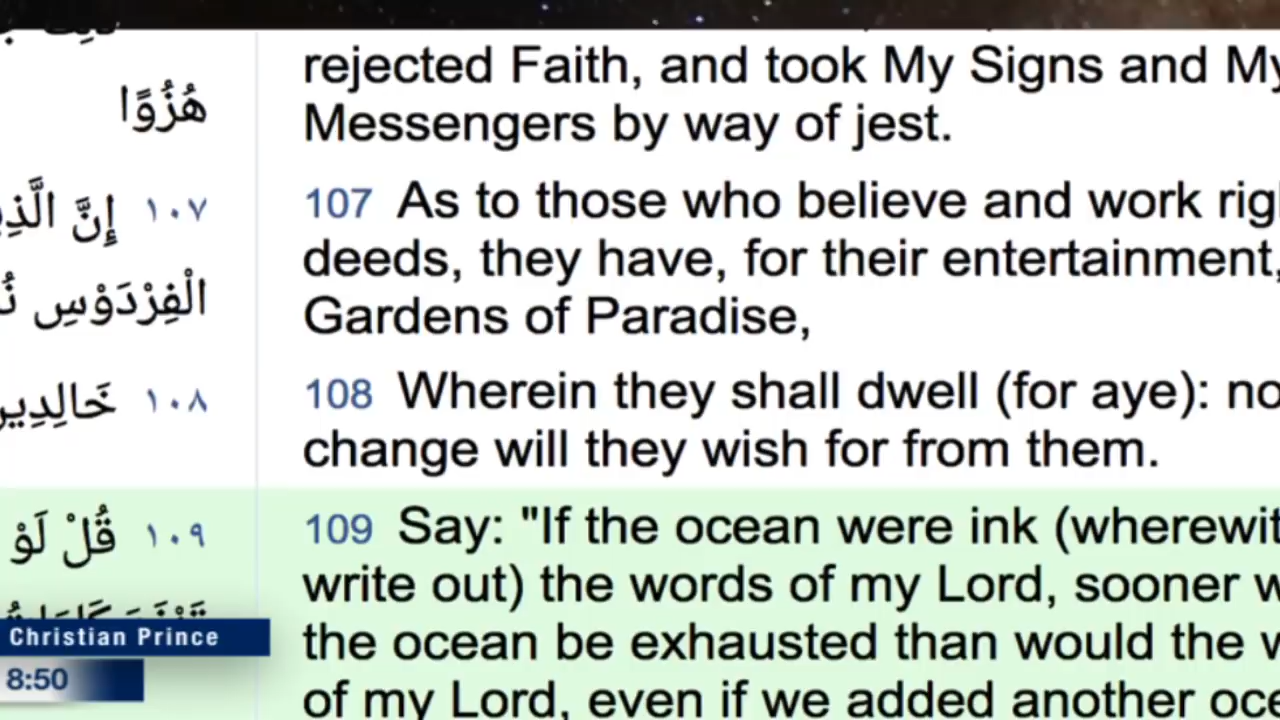 هُزُوًا
١٠٧ إِنَّ
الْفِرْدَوْسِ
١٠٨
١٠٩ قُلْ لَوْ
rejected Faith, and took My Signs and My
Messengers by way of jest.
107 As to those who believe and work
deeds, they have, for their entertainment,
Gardens of Paradise,
108 Wherein they shall dwell (for aye): no
change will they wish for from them.
109 Say: "If the ocean were ink
write out) the words of my Lord, sooner
the ocean be exhausted than would the
of my Lord, even if we added another
Christian Prince
8:50